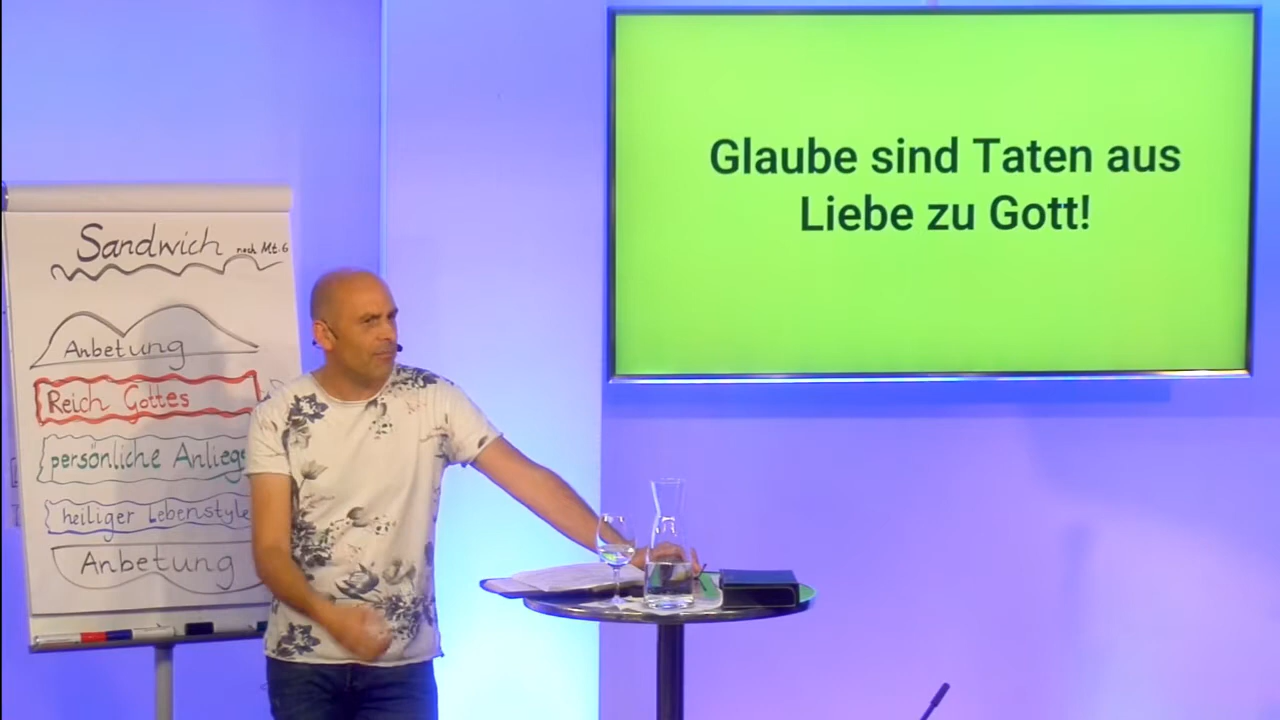 Sandwich nach Mt. 6
Anbetung
Reich Gottes
persönliche Anliege
heiliger Lebenstyle
Anbetung
Glaube sind Taten aus
Liebe zu Gott!